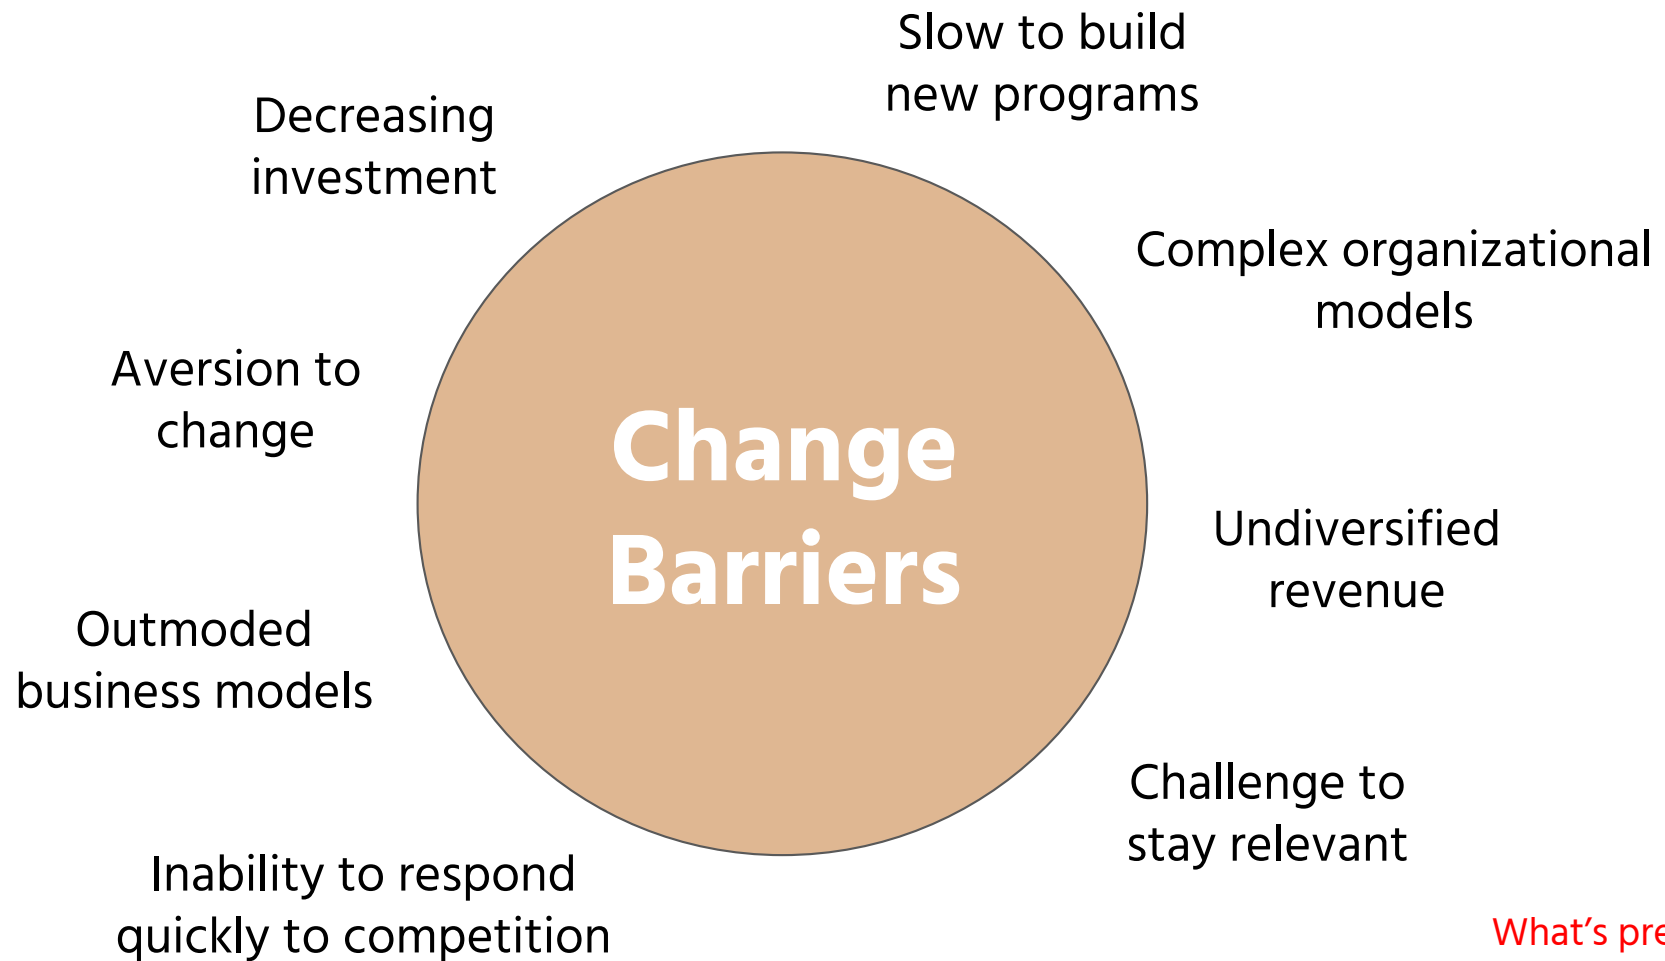 Slow to build
new programs
Decreasing
investment
Complex organizational
models
Aversion to
change
Change
Barriers
Undiversified
revenue
Outmoded
business models
Challenge to
stay relevant
Inability to respond
quickly to competition
What's